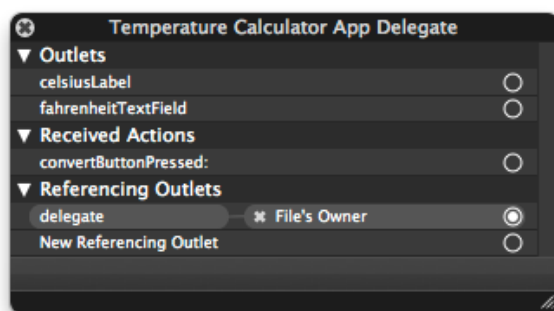 Temperature Calculator App Delegate
Outlets
celsiusLabel
fahrenheitTextField
Received Actions
convertButtonPressed:
Referencing Outlets
delegate File's Owner
New Referencing Outlet